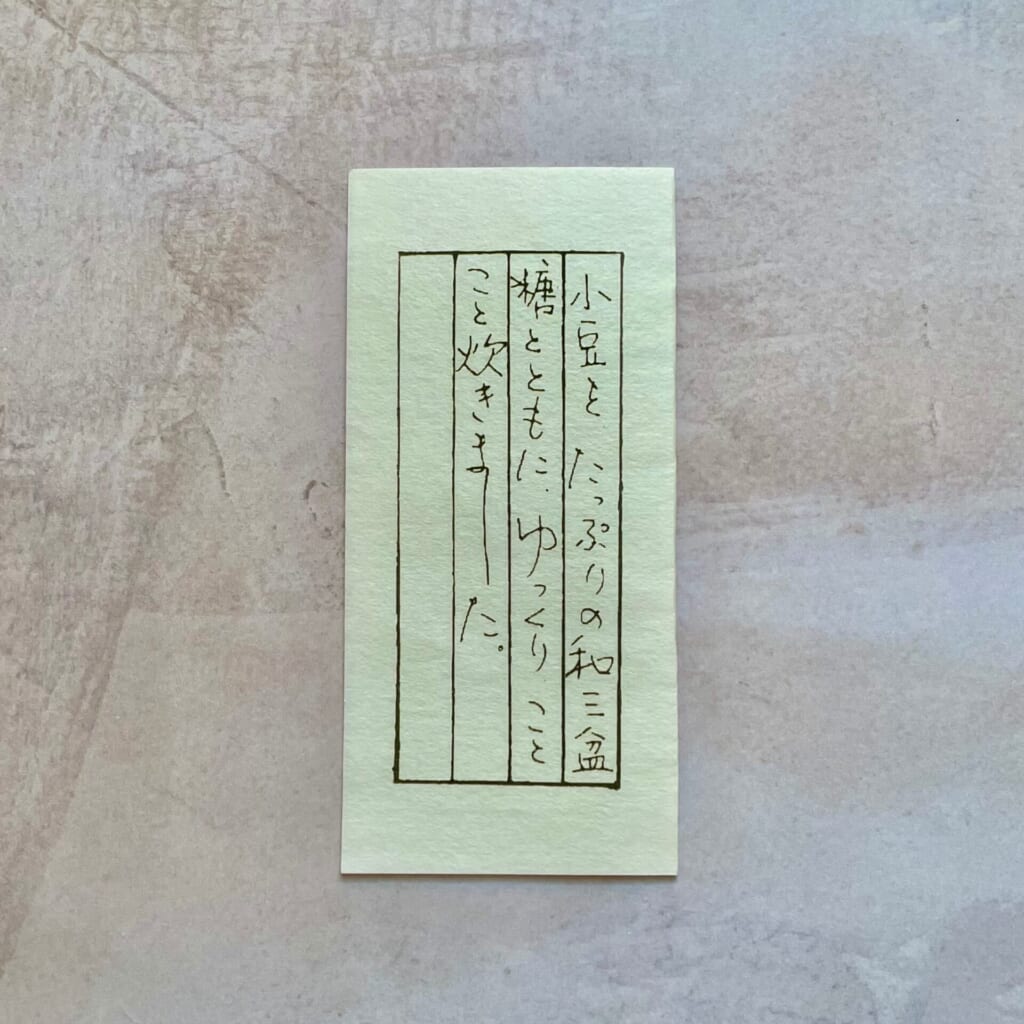 小豆を、たっぷりの和三盆
糖とともに、ゆっくりこと
こと炊きました。